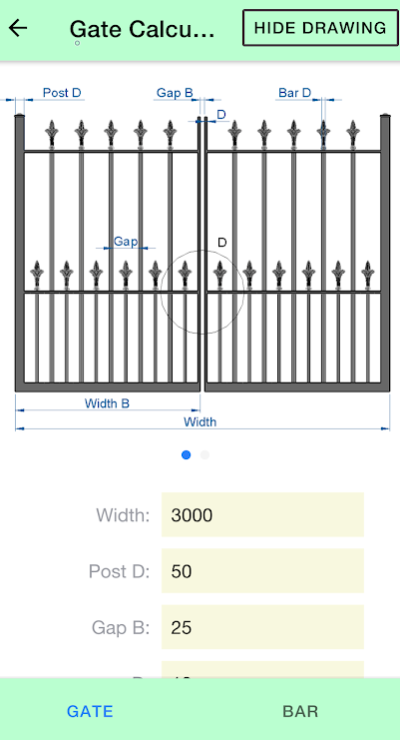 Gate Calcu...
HIDE DRAWING
Post D
Gap B
Bar D
D
Gap
D
Width B
Width
Width: 3000
Post D: 50
Gap B: 25
GATE
BAR